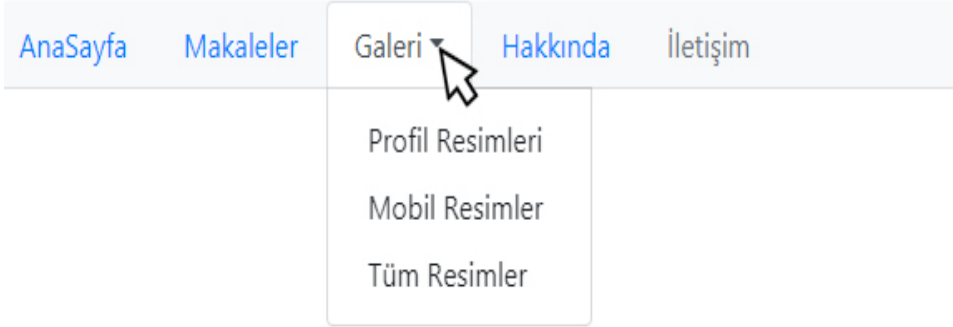 AnaSayfa Makaleler Galeri Hakkında İletişim
Profil Resimleri
Mobil Resimler
Tüm Resimler